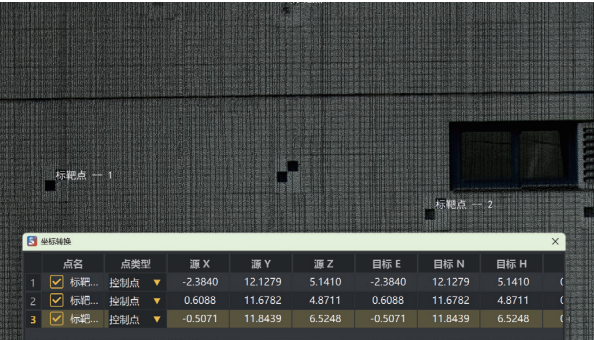 标靶点 -- 1
标靶点 -- 2
坐标转换
点名 点类型 源 X 源 Y 源 Z 目标 E 目标 N 目标 H
1 标靶... 控制点 -2.3840 12.1279 5.1410 -2.3840 12.1279 5.1410
2 标靶... 控制点 0.6088 11.6782 4.8711 0.6088 11.6782 4.8711
3 标靶... 控制点 -0.5071 11.8439 6.5248 -0.5071 11.8439 6.5248